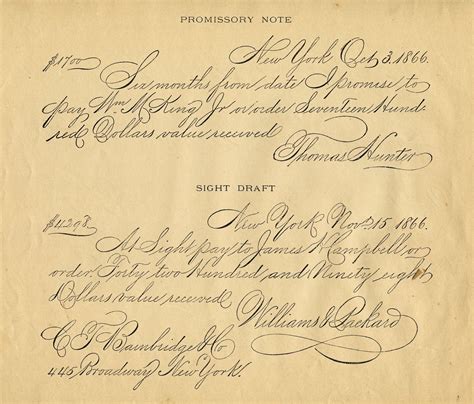 PROMISSORY NOTE
$1700 New York Oct 3. 1866.
Six months from date I promise to
pay Wm. M. King Jr or order Seventeen Hund-
red Dollars value received
Thomas Hunter
SIGHT DRAFT
$4298. New York Nov. 15. 1866.
At Sight pay to James H Campbell or
order Forty two Hundred and Ninety eight
Dollars value received
Williams & Packard
C. T. Bainbridge & Co
445, Broadway New York.